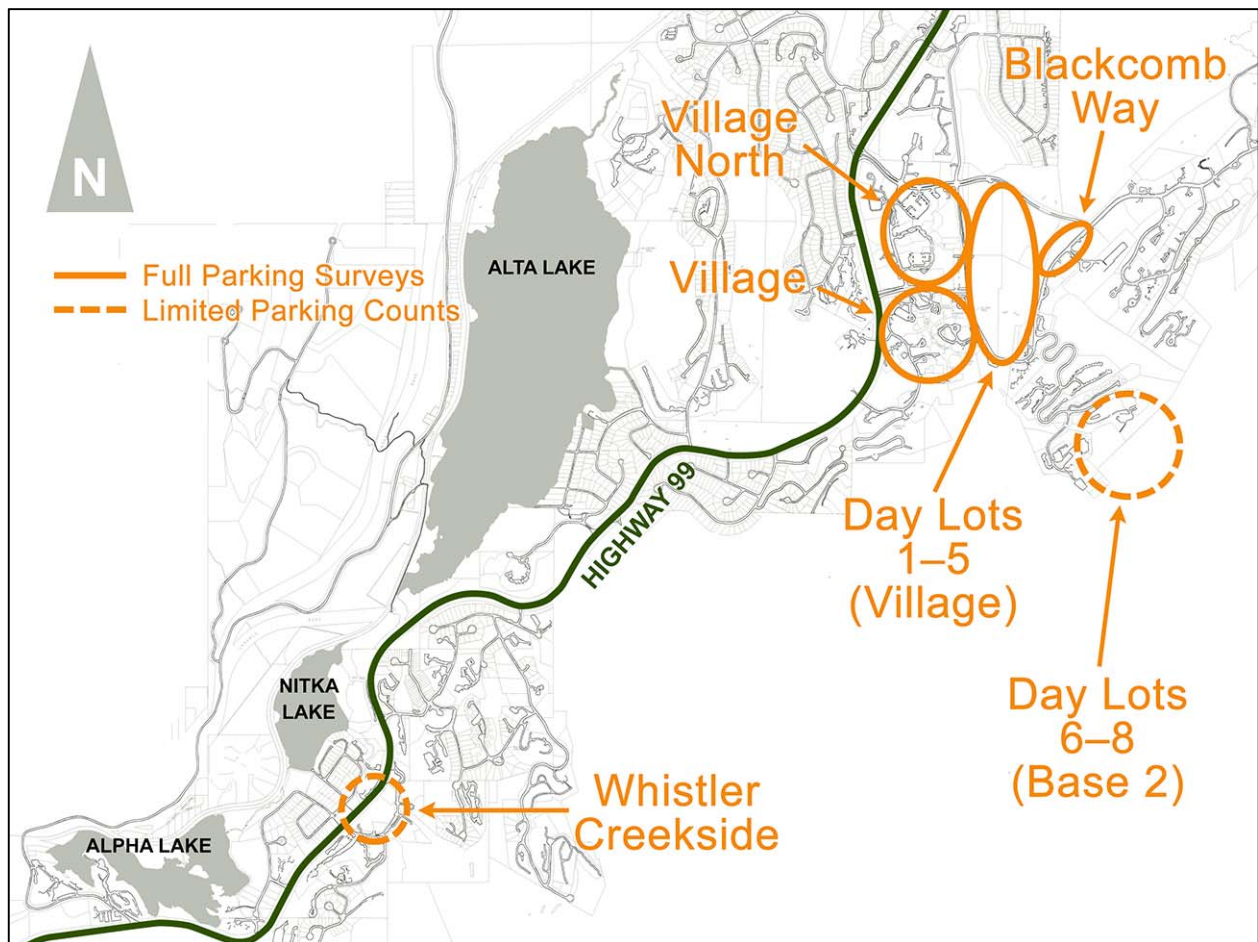 Blackcomb
Way
Village
North
N
ALTA LAKE
Full Parking Surveys
Limited Parking Counts
Village
HIGHWAY 99
Day Lots
1–5
(Village)
Day Lots
6–8
(Base 2)
NITKA
LAKE
Whistler
Creekside
ALPHA LAKE